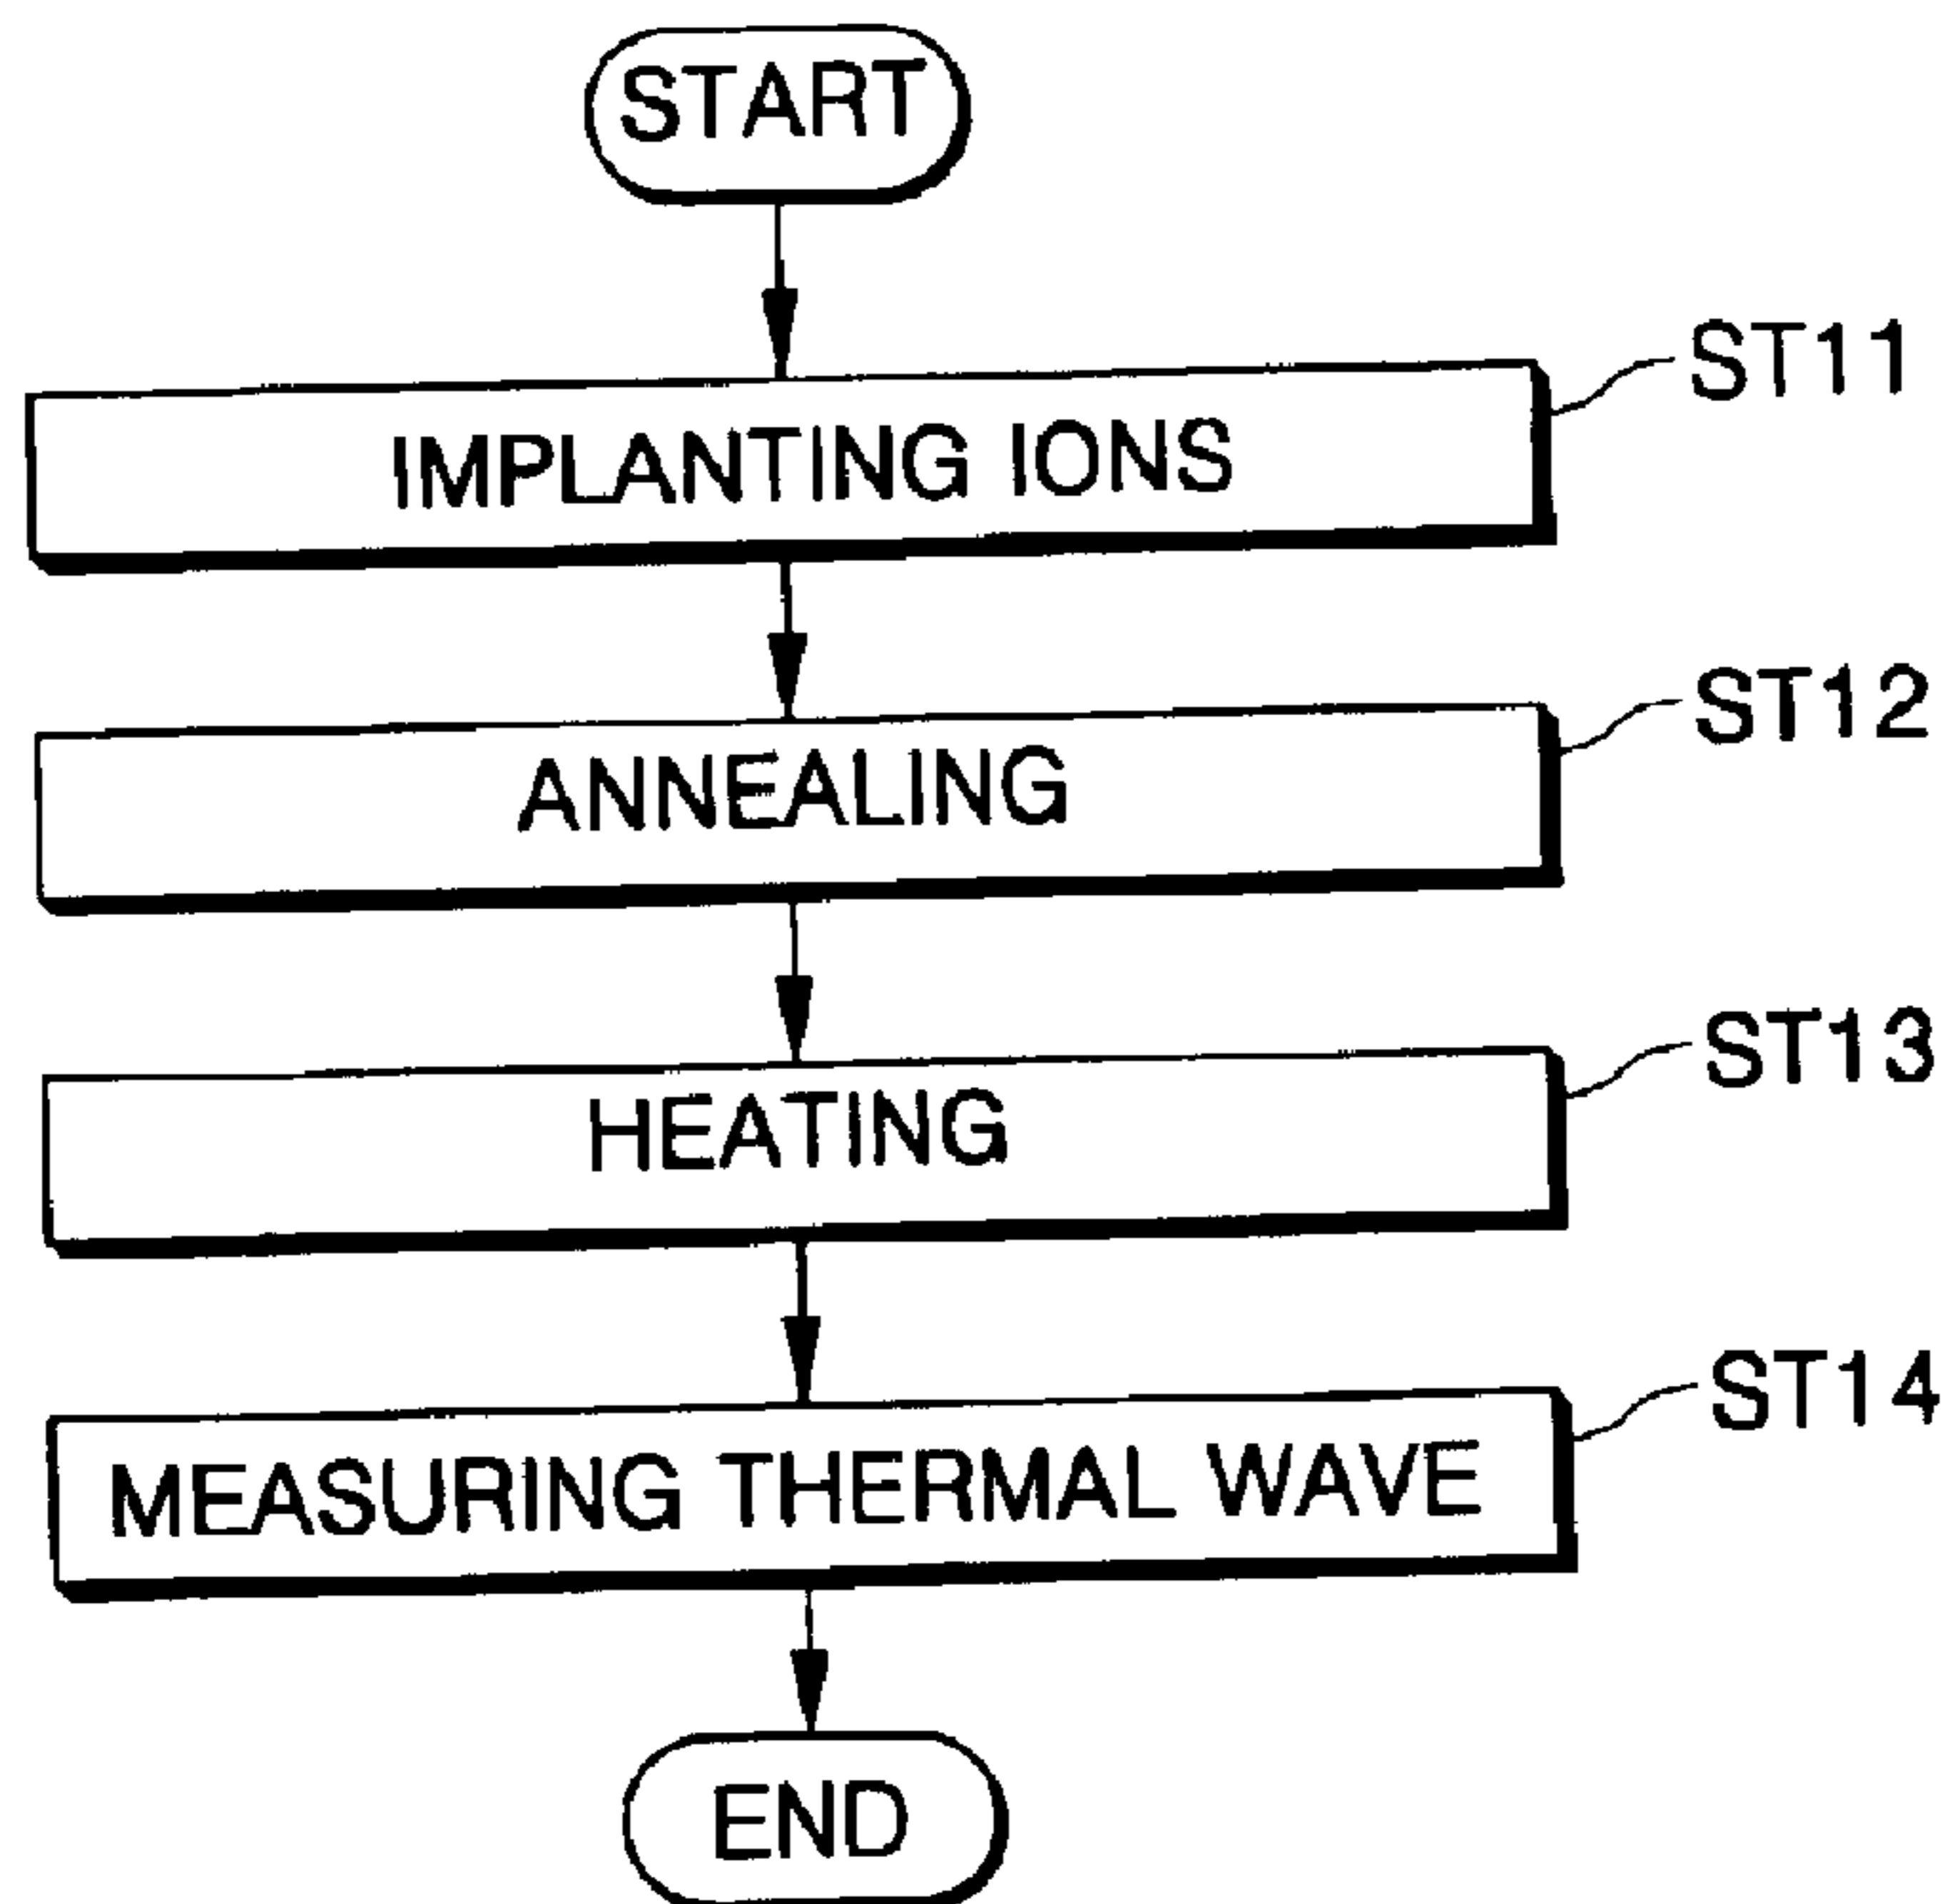 START
IMPLANTING IONS
ST11
ANNEALING
ST12
HEATING
ST13
MEASURING THERMAL WAVE
ST14
END